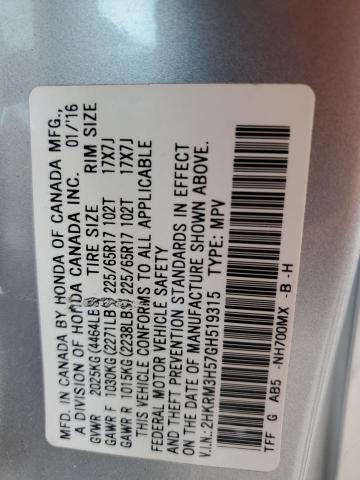 MFD. IN CANADA BY HONDA OF CANADA MFG.,
A DIVISION OF HONDA CANADA INC. 01/'16
GVWR 2025KG(4464LBS) TIRE SIZE RIM SIZE
GAWR F 1030KG(2271LBS) 225/65R17 102T 17X7J
GAWR R 1015KG(2238LBS) 225/65R17 102T 17X7J
THIS VEHICLE CONFORMS TO ALL APPLICABLE
FEDERAL MOTOR VEHICLE SAFETY
AND THEFT PREVENTION STANDARDS IN EFFECT
ON THE DATE OF MANUFACTURE SHOWN ABOVE.
V.I.N.:2HKRM3H57GH519315 TYPE: MPV
TFF G AB5 -NH700MX -B -H